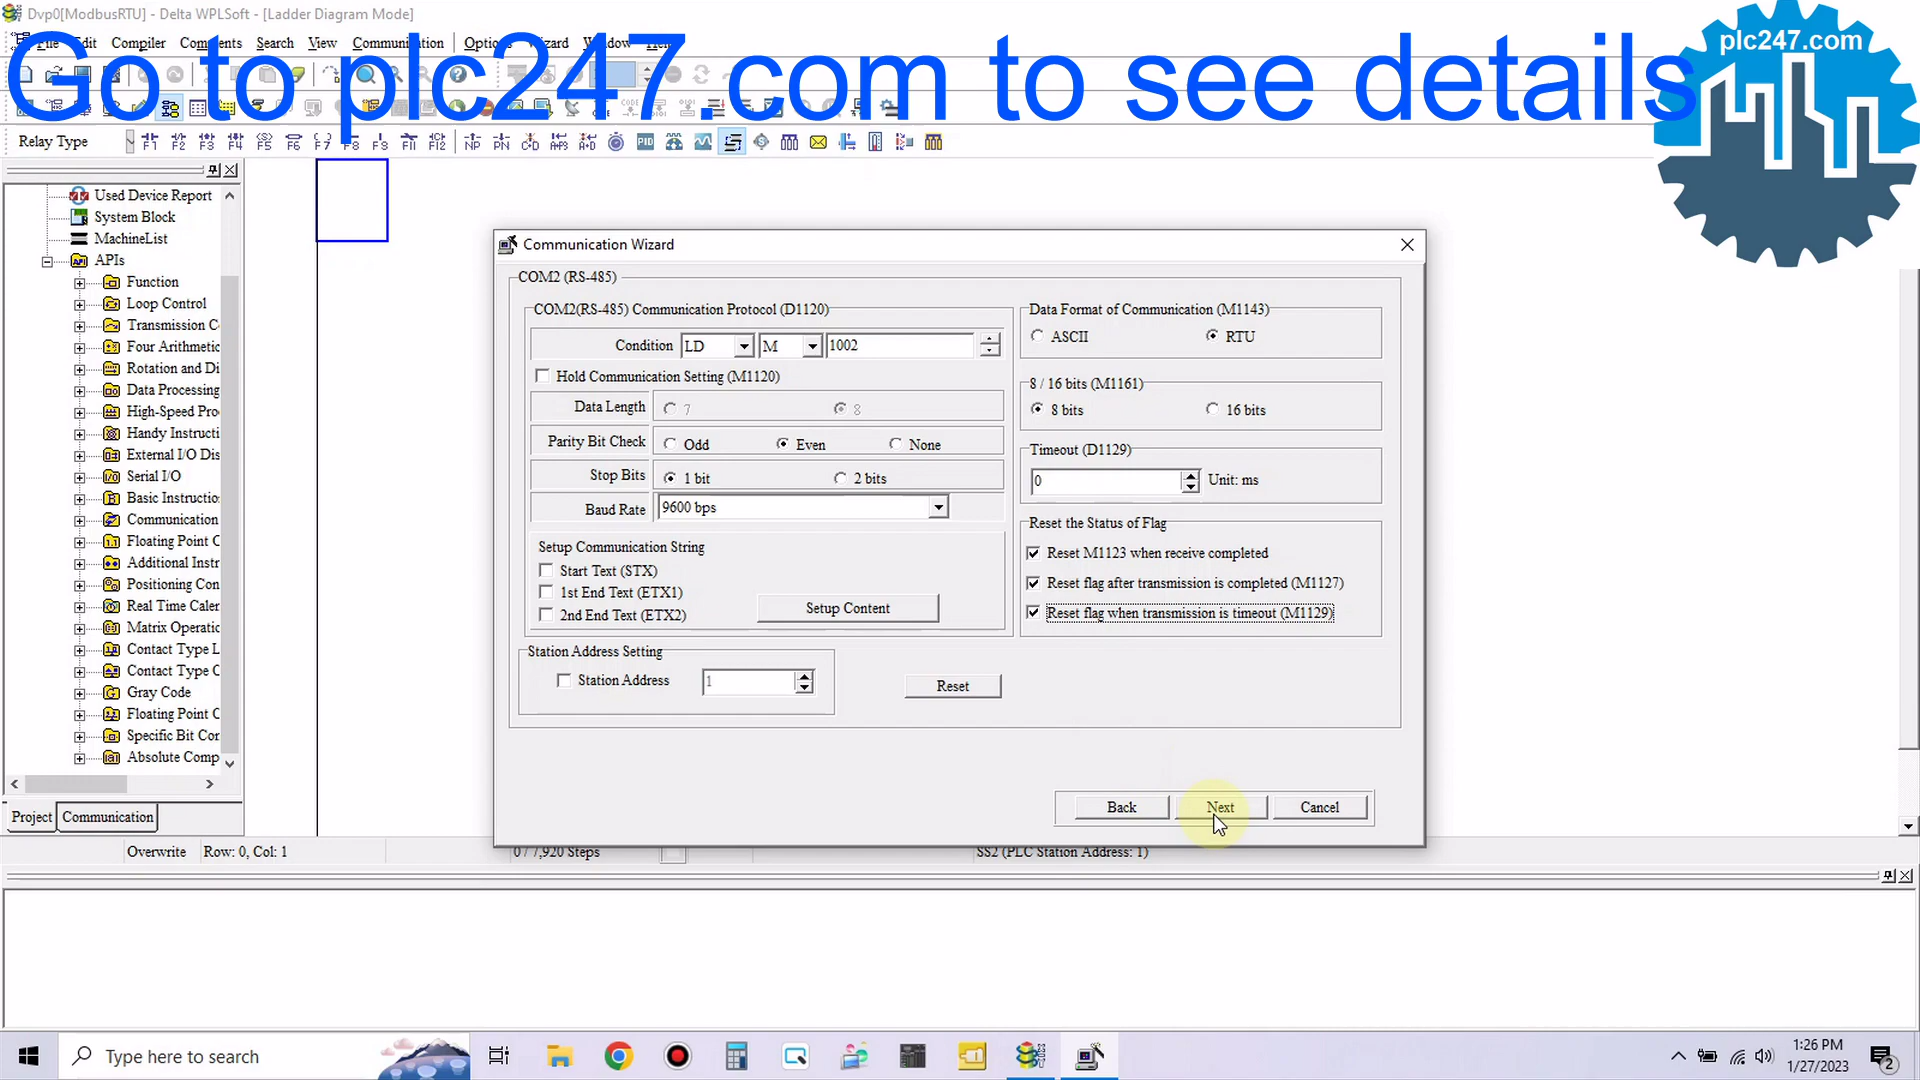 Dvp0[ModbusRTU] - Delta WPLSoft - [Ladder Diagram Mode]
Compiler Comments Search View Communication
Go to plc247.com to see details
plc247.com
Relay Type
Used Device Report
System Block
MachineList
APIs
Function
Loop Control
Transmission C
Four Arithmetic
Rotation and Di
Data Processing
High-Speed Pro
Handy Instructi
External I/O Dis
Serial I/O
Basic Instructio
Communication
Floating Point C
Additional Instr
Positioning Con
Real Time Caler
Matrix Operatio
Contact Type L
Contact Type C
Gray Code
Floating Point C
Specific Bit Cor
Absolute Comp
Project Communication
Communication Wizard
COM2 (RS-485)
COM2(RS-485) Communication Protocol (D1120)
Condition LD M 1002
Hold Communication Setting (M1120)
Data Length 7 8
Parity Bit Check Odd Even None
Stop Bits 1 bit 2 bits
Baud Rate 9600 bps
Setup Communication String
Start Text (STX)
1st End Text (ETX1)
2nd End Text (ETX2)
Setup Content
Station Address Setting
Station Address 1
Reset
Data Format of Communication (M1143)
ASCII RTU
8 / 16 bits (M1161)
8 bits 16 bits
Timeout (D1129)
0 Unit: ms
Reset the Status of Flag
Reset M1123 when receive completed
Reset flag after transmission is completed (M1127)
Reset flag when transmission is timeout (M1129)
Back Next Cancel
Overwrite Row: 0, Col: 1 0 / 7,920 Steps SS2 (PLC Station Address: 1)
Type here to search
1:26 PM
1/27/2023
2